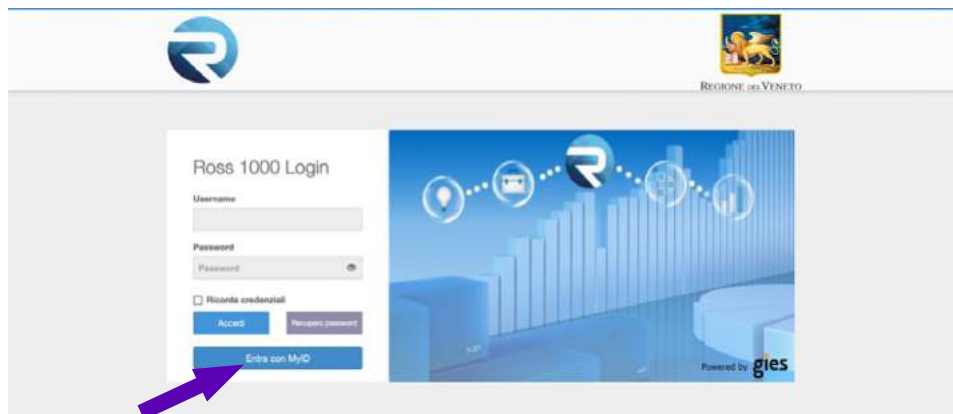 REGIONE DEL VENETO
Ross 1000 Login
Username
Password
Password
Ricorda credenziali
Accedi
Recupero password
Entra con MyID
Powered by gies